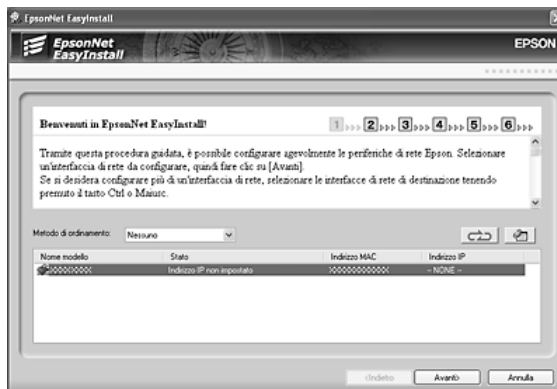 EpsonNet EasyInstall
EpsonNet
EasyInstall
EPSON
Benvenuti in EpsonNet EasyInstall!
1 2 3 4 5 6
Tramite questa procedura guidata, è possibile configurare agevolmente le periferiche di rete Epson. Selezionare
un'interfaccia di rete da configurare, quindi fare clic su [Avanti].
Se si desidera configurare più di un'interfaccia di rete, selezionare le interfacce di rete di destinazione tenendo
premuto il tasto Ctrl o Maiusc.
Metodo di ordinamento: Nessuno
Nome modello Stato Indirizzo MAC Indirizzo IP
XXXXXXXX Indirizzo IP non impostato XXXXXXXXXXXX -- NONE --
<Indietro Avanti> Annulla